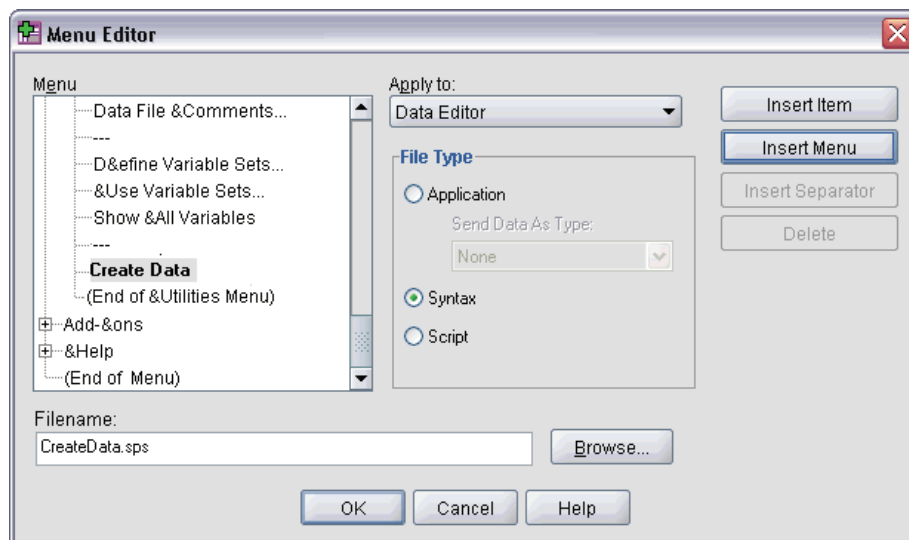 Menu Editor
Menu
Data File &Comments...
---
D&efine Variable Sets...
&Use Variable Sets...
Show &All Variables
---
Create Data
(End of &Utilities Menu)
Add-&ons
&Help
(End of Menu)
Apply to:
Data Editor
File Type
Application
Send Data As Type:
None
Syntax
Script
Insert Item
Insert Menu
Insert Separator
Delete
Filename:
CreateData.sps
Browse...
OK
Cancel
Help